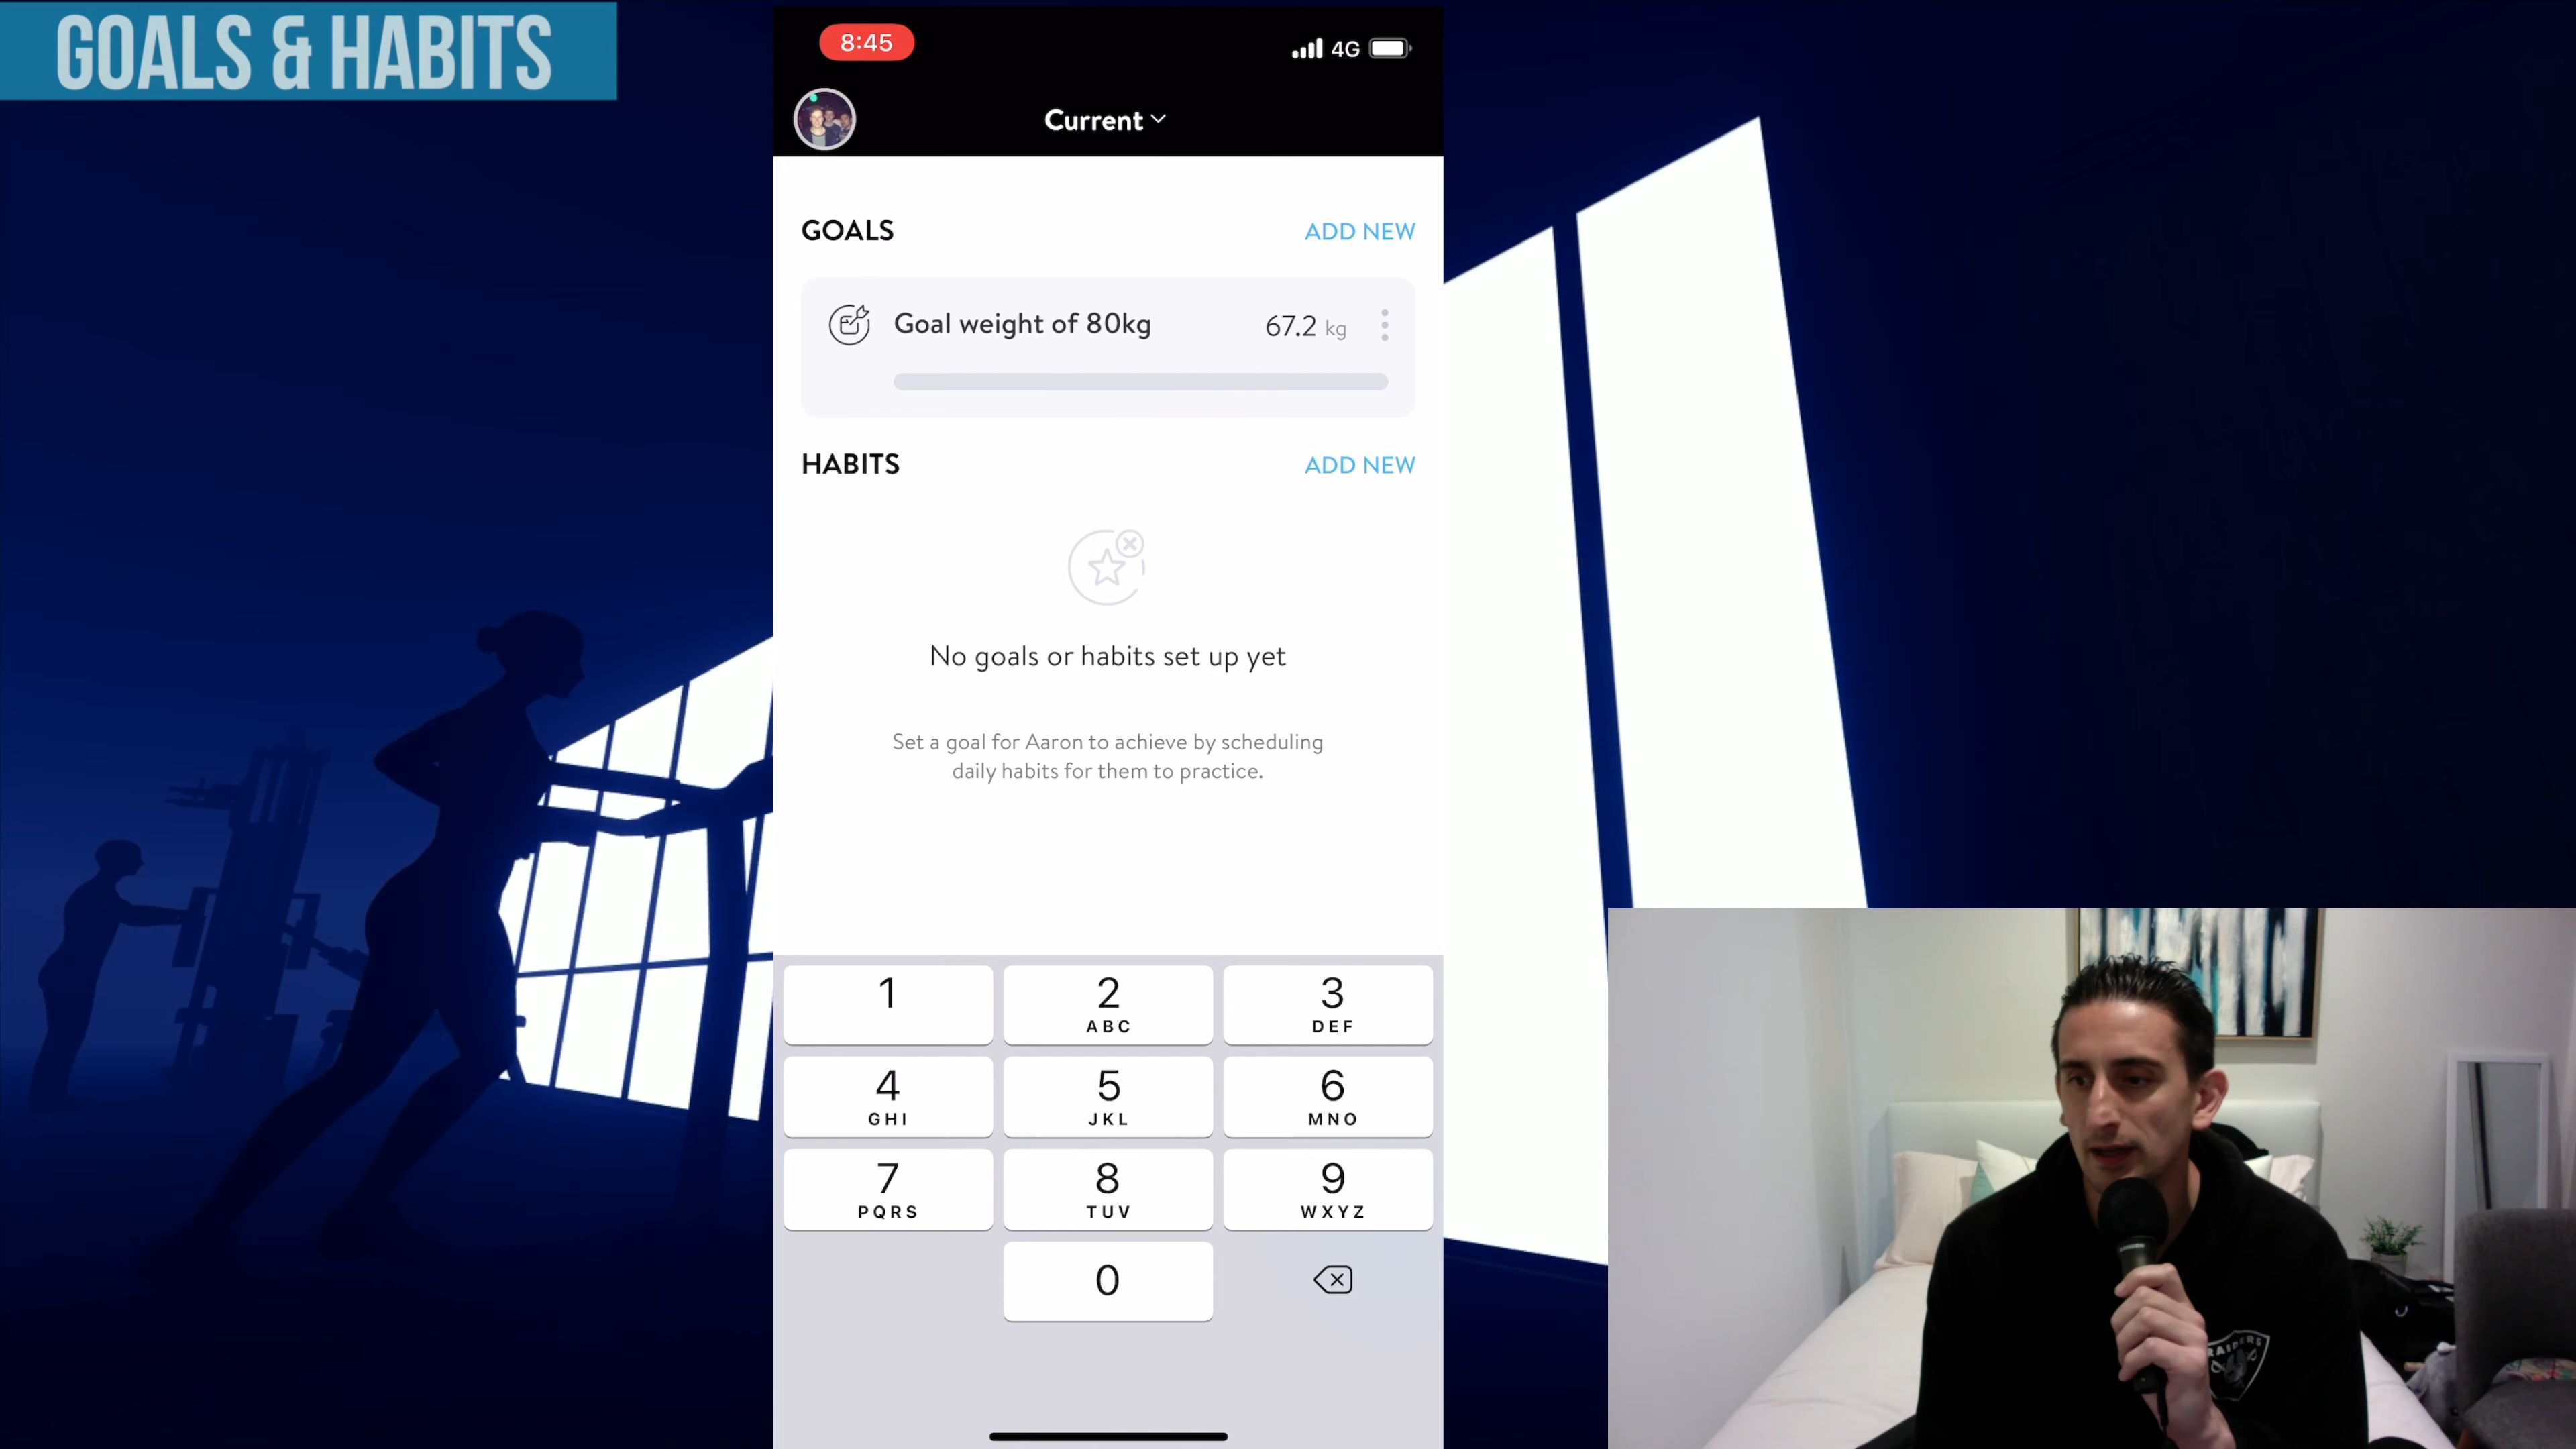 GOALS & HABITS
8:45
4G
Current
GOALS
ADD NEW
Goal weight of 80kg
67.2 kg
HABITS
ADD NEW
No goals or habits set up yet
Set a goal for Aaron to achieve by scheduling
daily habits for them to practice.
1
2
ABC
3
DEF
4
GHI
5
JKL
6
MNO
7
PQRS
8
TUV
9
WXYZ
0
RAIDERS